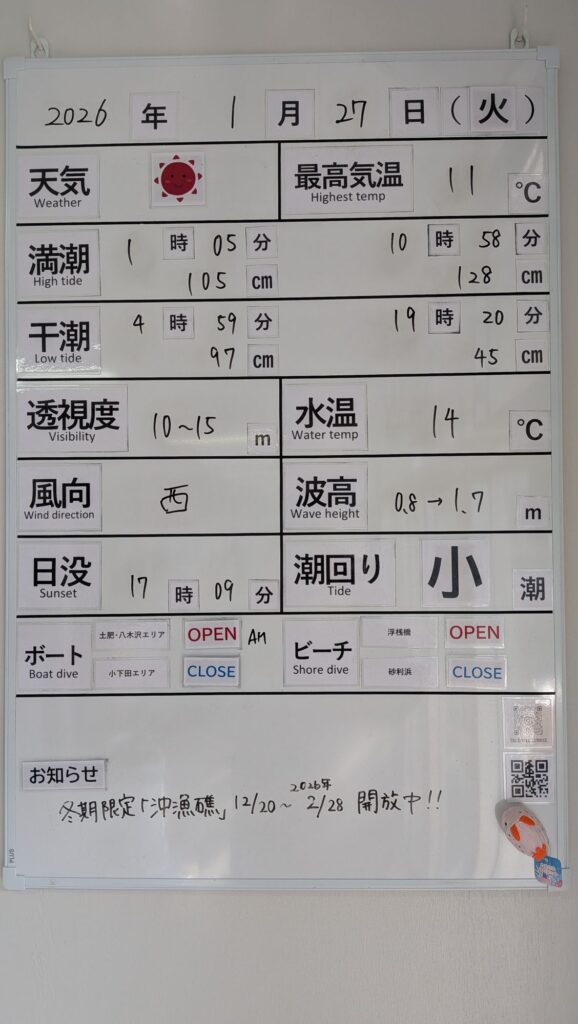 2026 年 1 月 27 日 (火)
天気 Weather
最高気温 Highest temp 11 ℃
満潮 High tide 1 時 05 分 105 cm
10 時 58 分 128 cm
干潮 Low tide 4 時 59 分 97 cm
19 時 20 分 45 cm
透視度 Visibility 10~15 m
水温 Water temp 14 ℃
風向 Wind direction 西
波高 Wave height 0.8→1.7 m
日没 Sunset 17 時 09 分
潮回り Tide 小 潮
ボート Boat dive
土肥・八木沢エリア OPEN AM
小下田エリア CLOSE
ビーチ Shore dive
浮桟橋 OPEN
砂利浜 CLOSE
お知らせ
冬期限定「沖漁礁」12/20~2026年2/28 開放中!!
PLUS